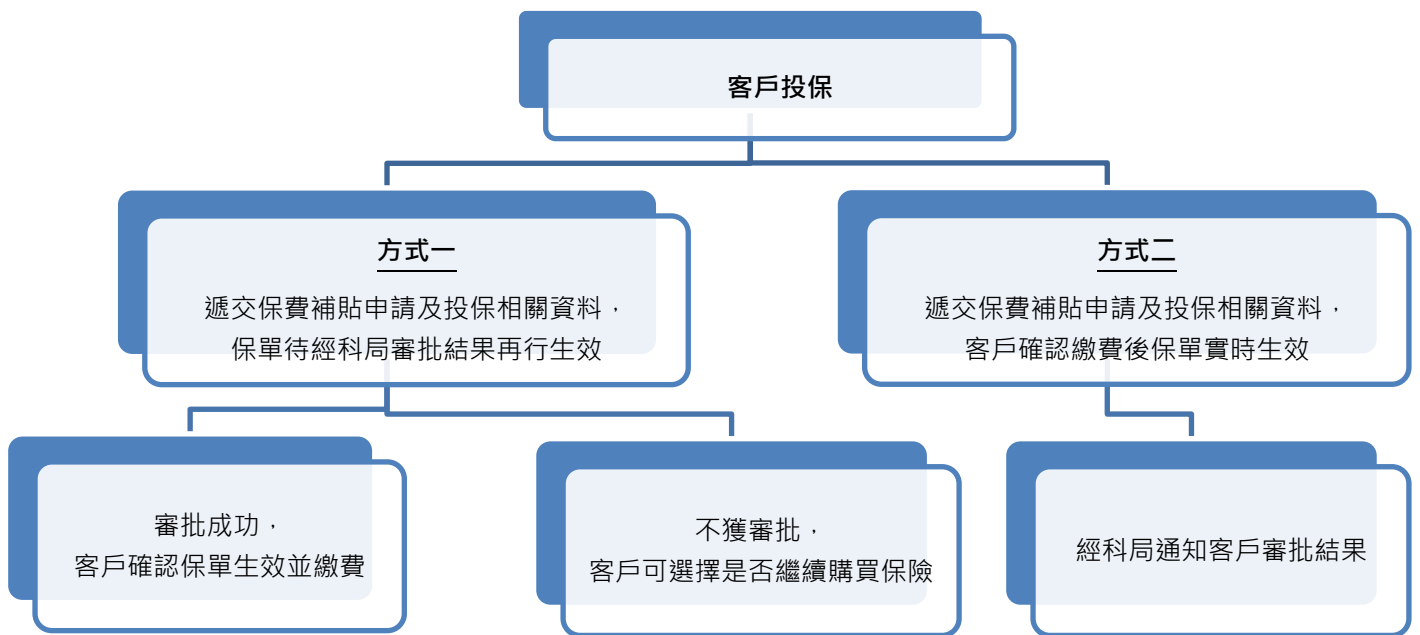 客戶投保
方式一
遞交保費補貼申請及投保相關資料，
保單待經科局審批結果再行生效
方式二
遞交保費補貼申請及投保相關資料，
客戶確認繳費後保單實時生效
審批成功，
客戶確認保單生效並繳費
不獲審批，
客戶可選擇是否繼續購買保險
經科局通知客戶審批結果